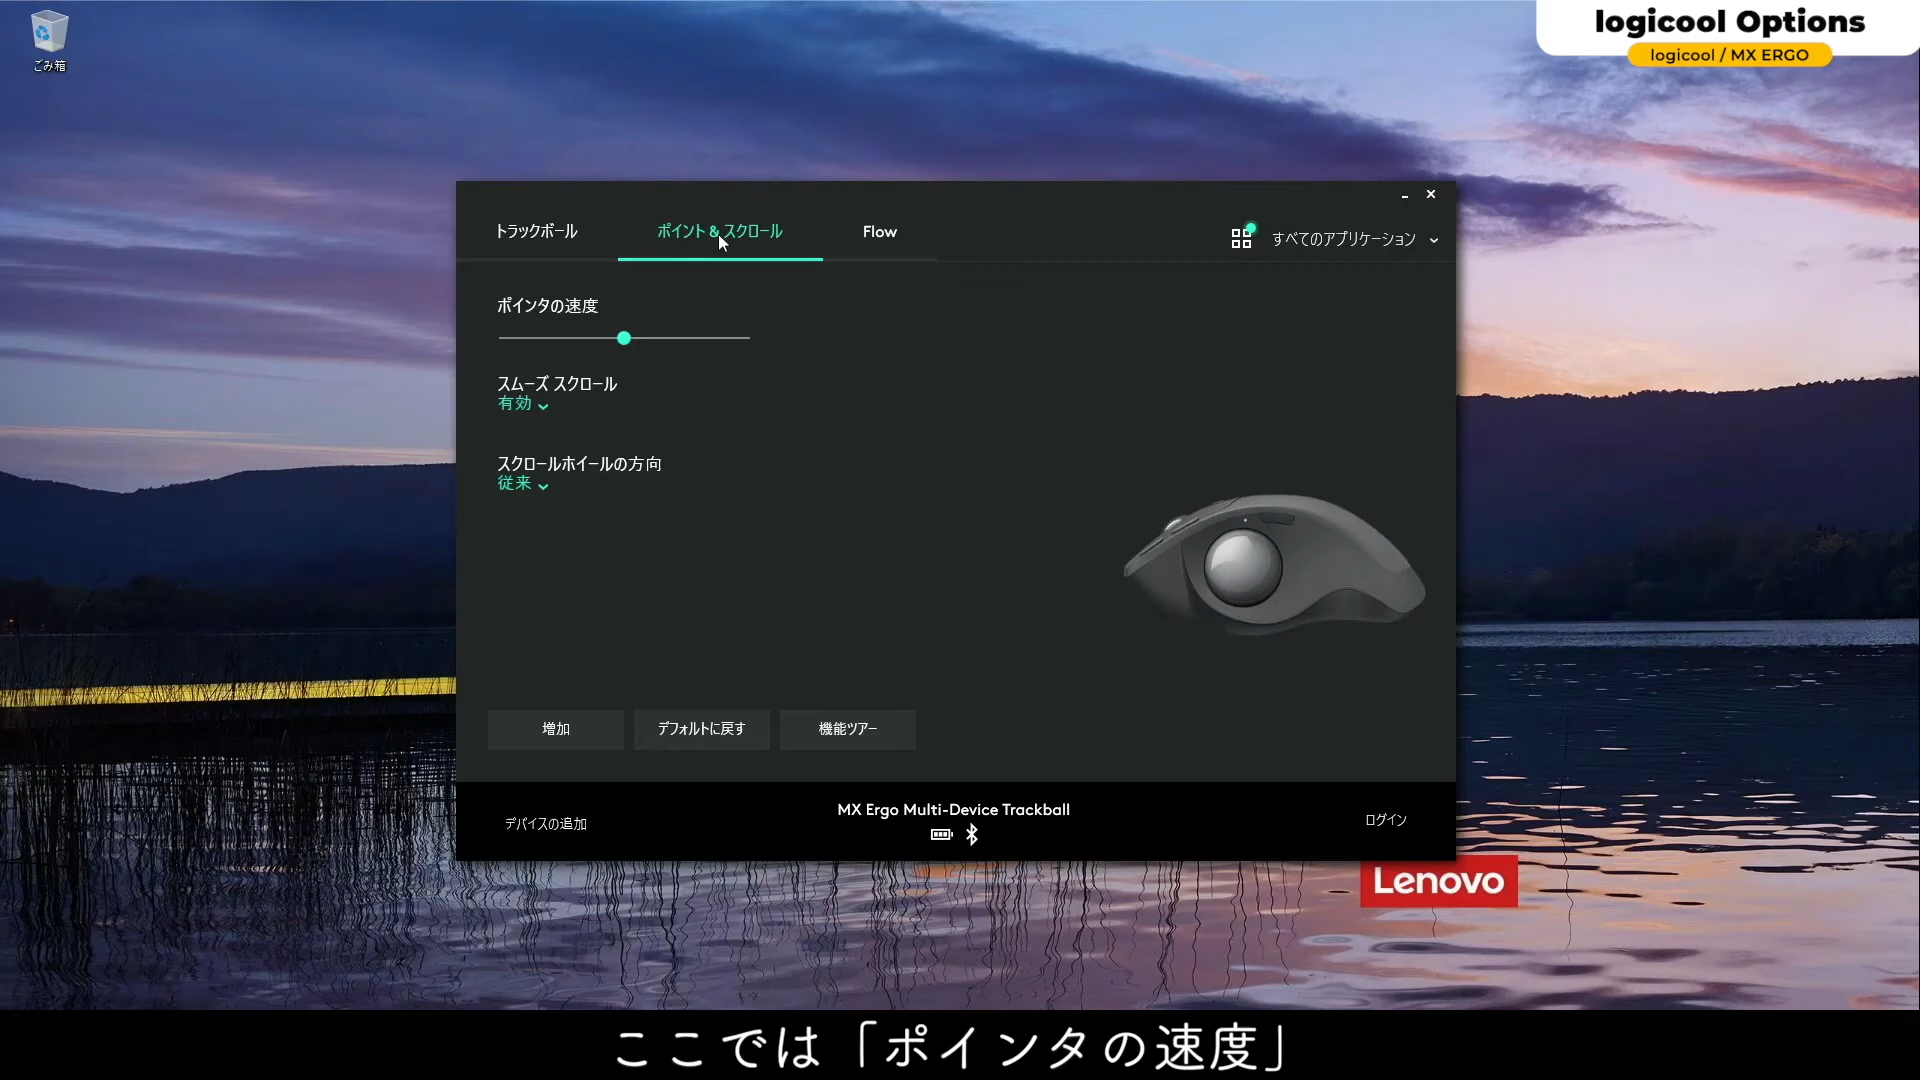 ごみ箱
logicool Options
logicool / MX ERGO
トラックボール
ポイント & スクロール
Flow
すべてのアプリケーション
ポインタの速度
スムーズ スクロール
有効
スクロールホイールの方向
従来
増加
デフォルトに戻す
機能ツアー
デバイスの追加
MX Ergo Multi-Device Trackball
ログイン
Lenovo
ここでは「ポインタの速度」